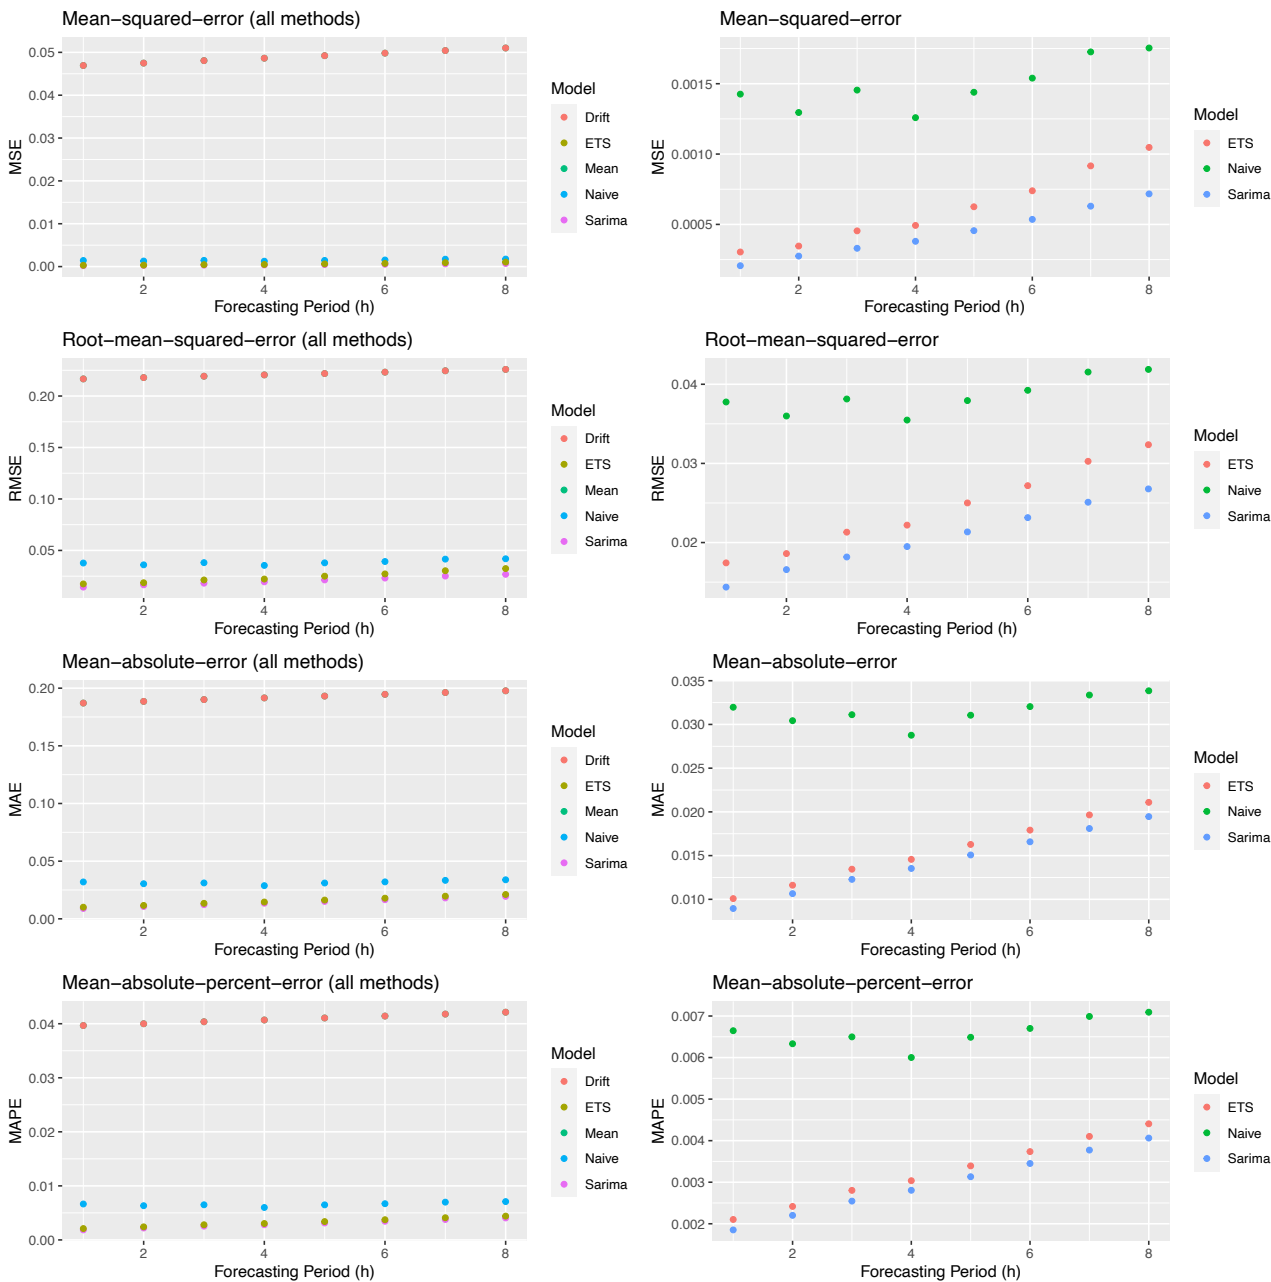 Mean−squared−error (all methods)
MSE
0.05
0.04
0.03
0.02
0.01
0.00
2
4
6
8
Forecasting Period (h)
Model
Drift
ETS
Mean
Naive
Sarima
Mean−squared−error
MSE
0.0015
0.0010
0.0005
2
4
6
8
Forecasting Period (h)
Model
ETS
Naive
Sarima
Root−mean−squared−error (all methods)
RMSE
0.20
0.15
0.10
0.05
2
4
6
8
Forecasting Period (h)
Model
Drift
ETS
Mean
Naive
Sarima
Root−mean−squared−error
RMSE
0.04
0.03
0.02
2
4
6
8
Forecasting Period (h)
Model
ETS
Naive
Sarima
Mean−absolute−error (all methods)
MAE
0.20
0.15
0.10
0.05
0.00
2
4
6
8
Forecasting Period (h)
Model
Drift
ETS
Mean
Naive
Sarima
Mean−absolute−error
MAE
0.035
0.030
0.025
0.020
0.015
0.010
2
4
6
8
Forecasting Period (h)
Model
ETS
Naive
Sarima
Mean−absolute−percent−error (all methods)
MAPE
0.04
0.03
0.02
0.01
0.00
2
4
6
8
Forecasting Period (h)
Model
Drift
ETS
Mean
Naive
Sarima
Mean−absolute−percent−error
MAPE
0.007
0.006
0.005
0.004
0.003
0.002
2
4
6
8
Forecasting Period (h)
Model
ETS
Naive
Sarima